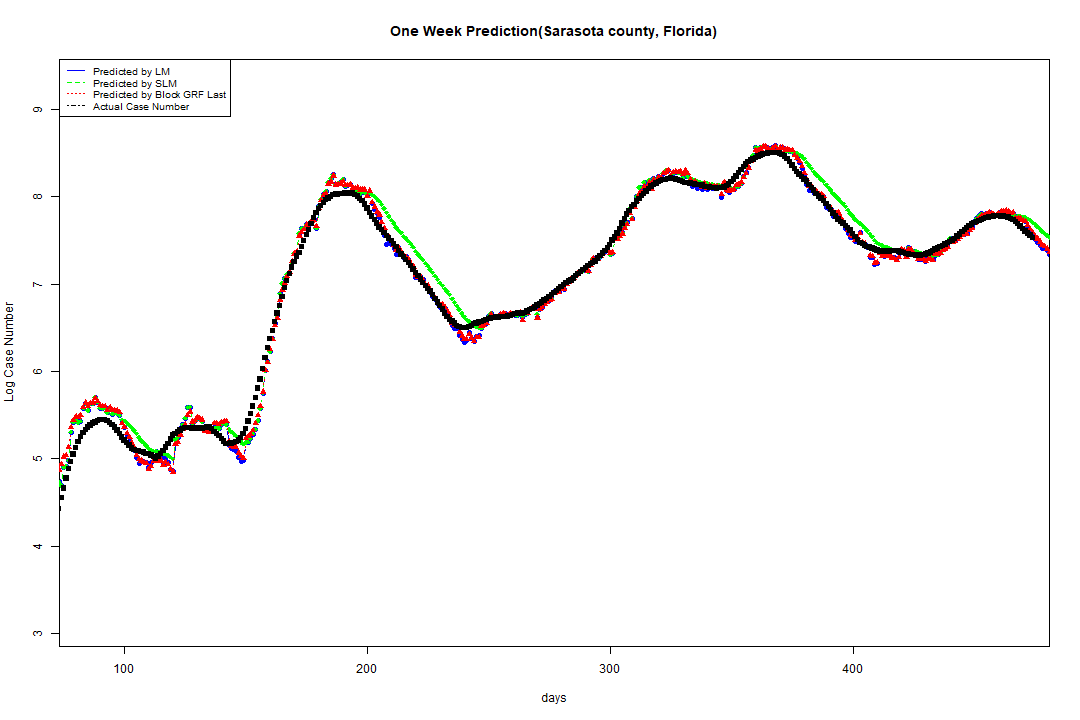 One Week Prediction(Sarasota county, Florida)
Predicted by LM
Predicted by SLM
Predicted by Block GRF Last
Actual Case Number
Log Case Number
9
8
7
6
5
4
3
100 200 300 400
days